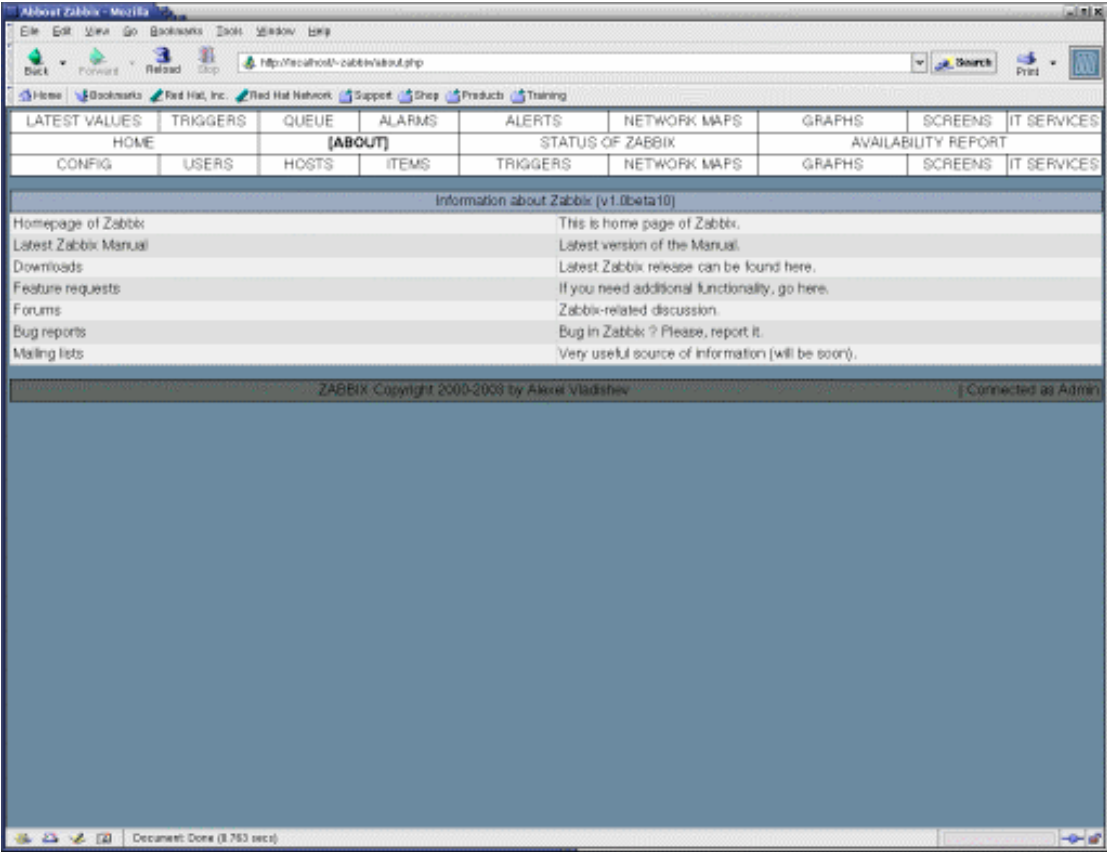 Abbout Zabbix - Mozilla
File Edit View Go Bookmarks Tools Window Help
Back Forward Reload Stop http://localhost/~zabbix/about.php Search Print
Home Bookmarks Red Hat, Inc. Red Hat Network Support Shop Products Training
LATEST VALUES TRIGGERS QUEUE ALARMS ALERTS NETWORK MAPS GRAPHS SCREENS IT SERVICES
HOME [ABOUT] STATUS OF ZABBIX AVAILABILITY REPORT
CONFIG USERS HOSTS ITEMS TRIGGERS NETWORK MAPS GRAPHS SCREENS IT SERVICES
Information about Zabbix (v1.0beta10)
Homepage of Zabbix This is home page of Zabbix.
Latest Zabbix Manual Latest version of the Manual.
Downloads Latest Zabbix release can be found here.
Feature requests If you need additional functionality, go here.
Forums Zabbix-related discussion.
Bug reports Bug in Zabbix ? Please, report it.
Mailing lists Very useful source of information (will be soon).
ZABBIX Copyright 2000-2003 by Alexei Vladishev | Connected as Admin
Document: Done (0.763 secs)